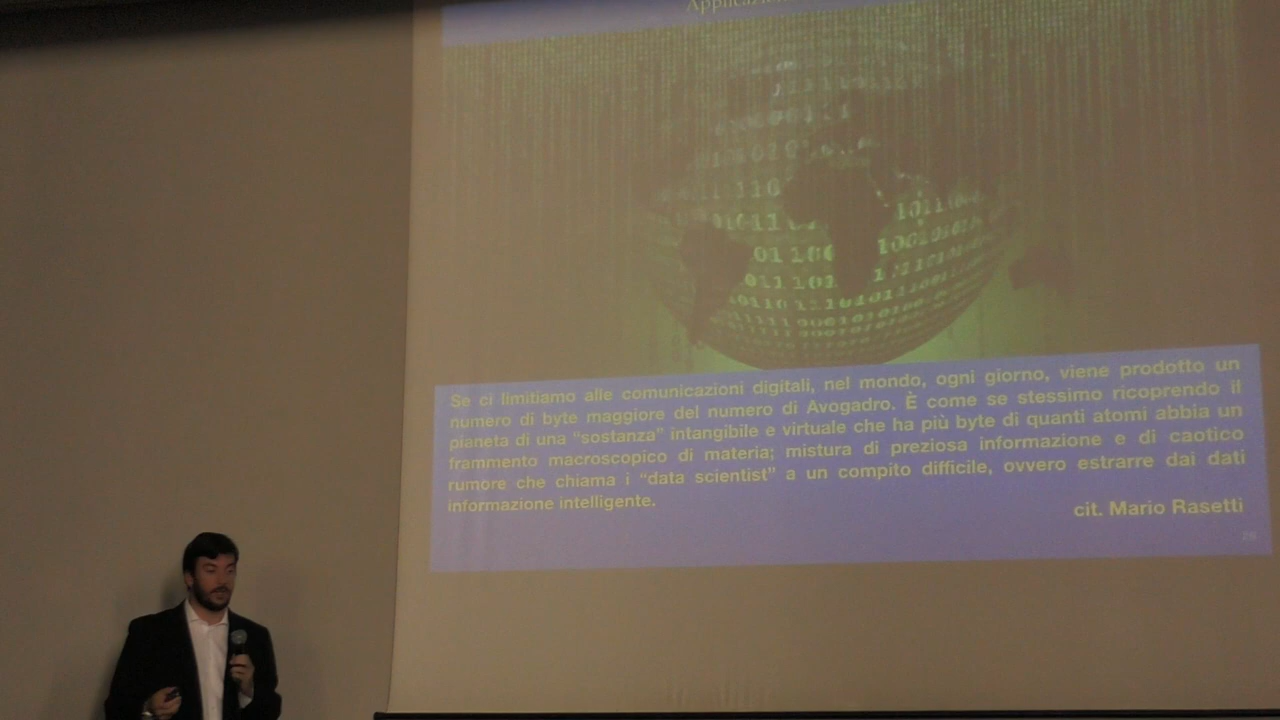 Se ci limitiamo alle comunicazioni digitali, nel mondo, ogni giorno, viene prodotto un
numero di byte maggiore del numero di Avogadro. È come se stessimo ricoprendo il
pianeta di una “sostanza” intangibile e virtuale che ha più byte di quanti atomi abbia un
frammento macroscopico di materia; mistura di preziosa informazione e di caotico
rumore che chiama i “data scientist” a un compito difficile, ovvero estrarre dai dati
informazione intelligente.
cit. Mario Rasetti